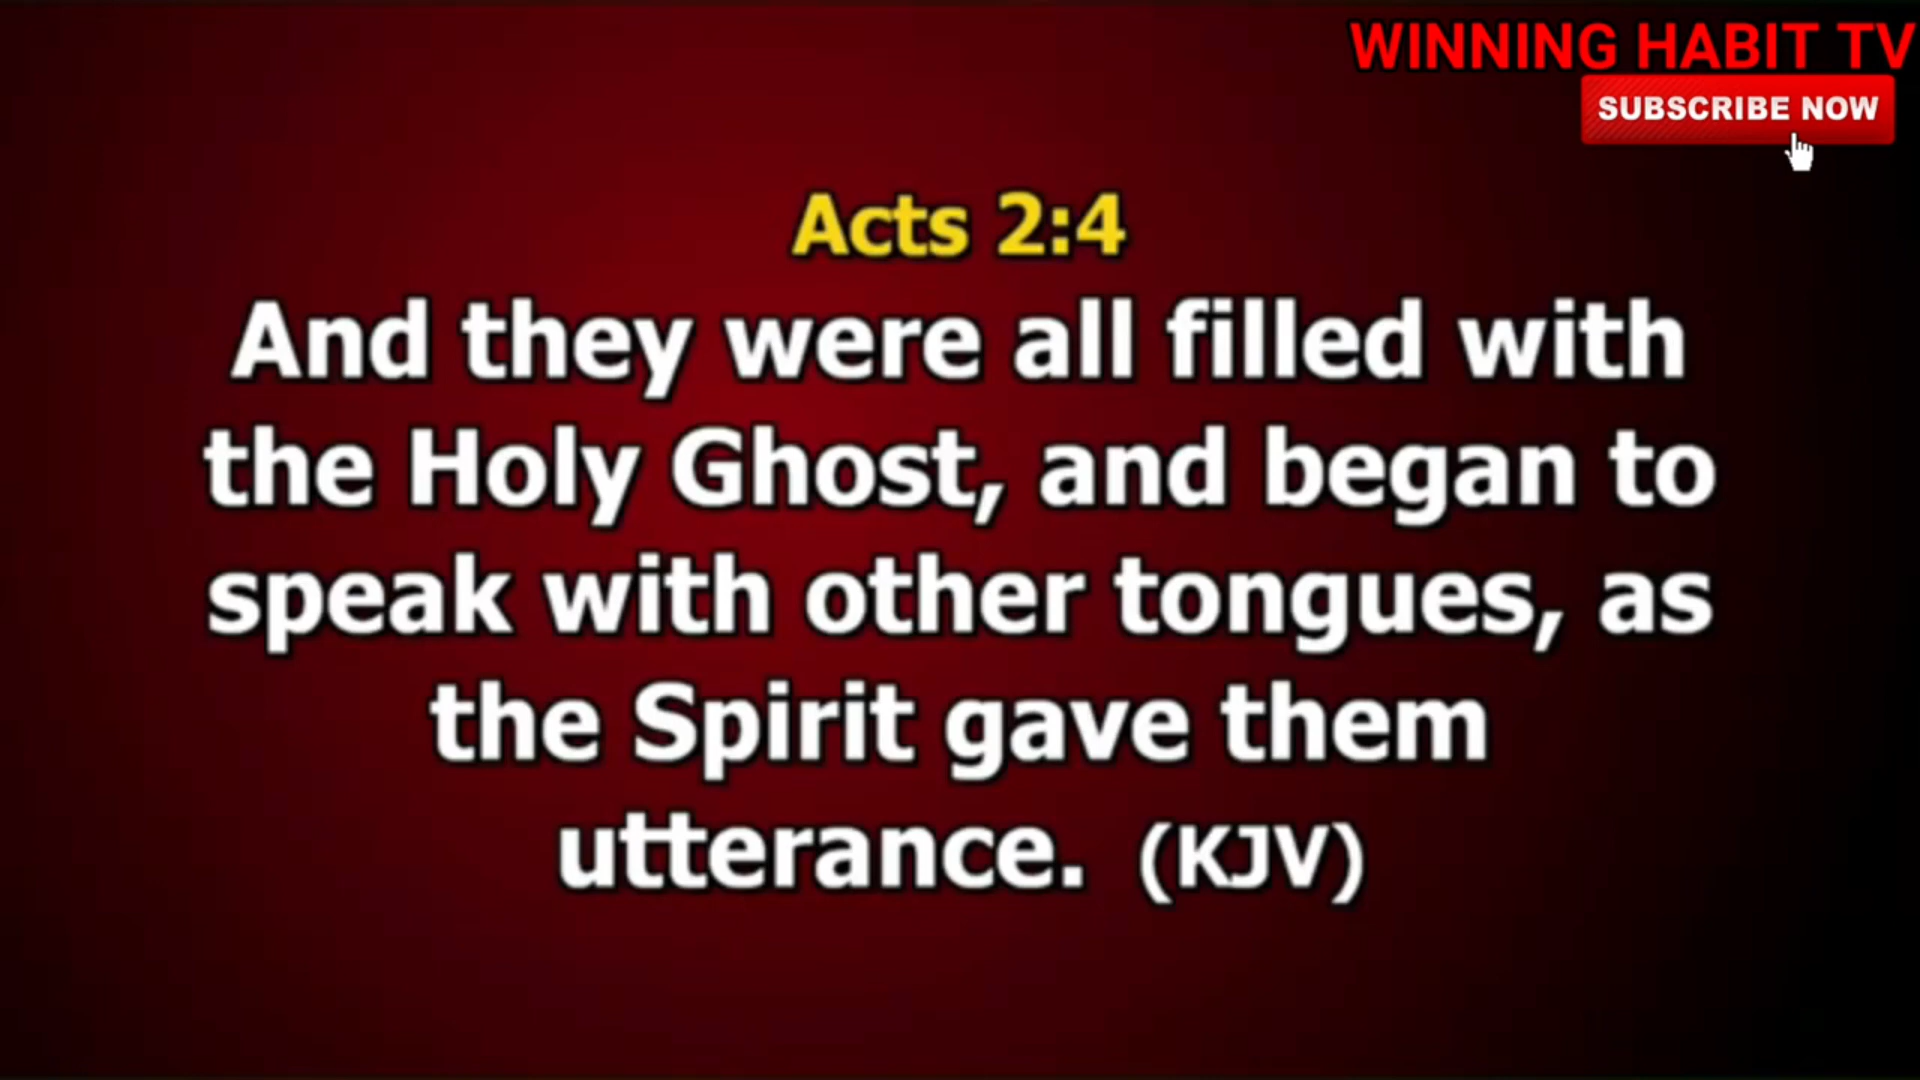 WINNING HABIT TV
SUBSCRIBE NOW
Acts 2:4
And they were all filled with
the Holy Ghost, and began to
speak with other tongues, as
the Spirit gave them
utterance. (KJV)